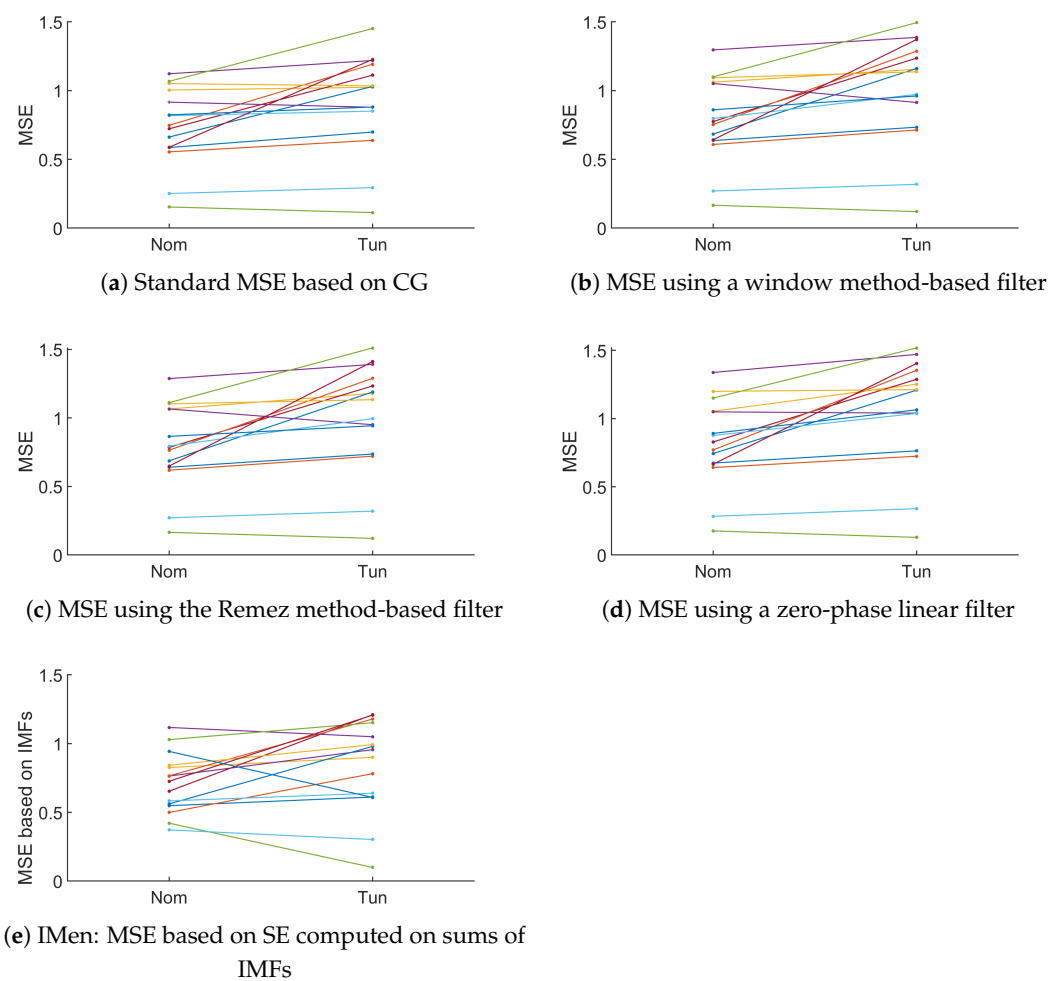 1.5
1
0.5
0
MSE
Nom
Tun
(a) Standard MSE based on CG
1.5
1
0.5
0
MSE
Nom
Tun
(b) MSE using a window method-based filter
1.5
1
0.5
0
MSE
Nom
Tun
(c) MSE using the Remez method-based filter
1.5
1
0.5
0
MSE
Nom
Tun
(d) MSE using a zero-phase linear filter
1.5
1
0.5
0
MSE based on IMFs
Nom
Tun
(e) IMen: MSE based on SE computed on sums of
IMFs